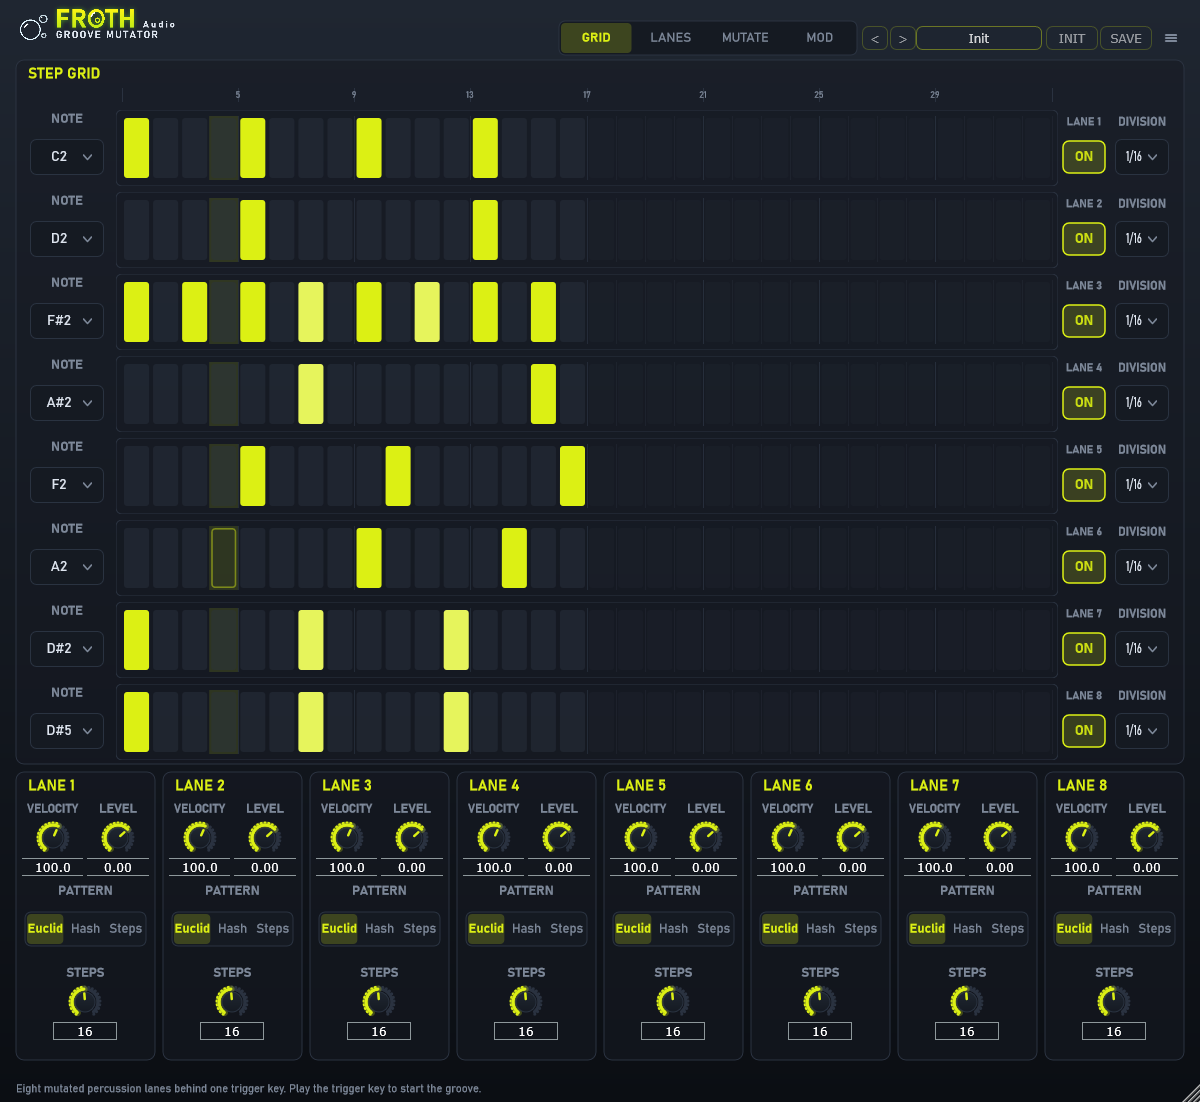 FROTH Audio
GROOVE MUTATOR
GRID LANES MUTATE MOD < > Init INIT SAVE
STEP GRID
5 9 13 17 21 25 29
NOTE LANE 1 DIVISION
C2 ON 1/16
NOTE LANE 2 DIVISION
D2 ON 1/16
NOTE LANE 3 DIVISION
F#2 ON 1/16
NOTE LANE 4 DIVISION
A#2 ON 1/16
NOTE LANE 5 DIVISION
F2 ON 1/16
NOTE LANE 6 DIVISION
A2 ON 1/16
NOTE LANE 7 DIVISION
D#2 ON 1/16
NOTE LANE 8 DIVISION
D#5 ON 1/16
LANE 1 LANE 2 LANE 3 LANE 4 LANE 5 LANE 6 LANE 7 LANE 8
VELOCITY LEVEL VELOCITY LEVEL VELOCITY LEVEL VELOCITY LEVEL VELOCITY LEVEL VELOCITY LEVEL VELOCITY LEVEL VELOCITY LEVEL
100.0 0.00 100.0 0.00 100.0 0.00 100.0 0.00 100.0 0.00 100.0 0.00 100.0 0.00 100.0 0.00
PATTERN PATTERN PATTERN PATTERN PATTERN PATTERN PATTERN PATTERN
Euclid Hash Steps Euclid Hash Steps Euclid Hash Steps Euclid Hash Steps Euclid Hash Steps Euclid Hash Steps Euclid Hash Steps Euclid Hash Steps
STEPS STEPS STEPS STEPS STEPS STEPS STEPS STEPS
16 16 16 16 16 16 16 16
Eight mutated percussion lanes behind one trigger key. Play the trigger key to start the groove.